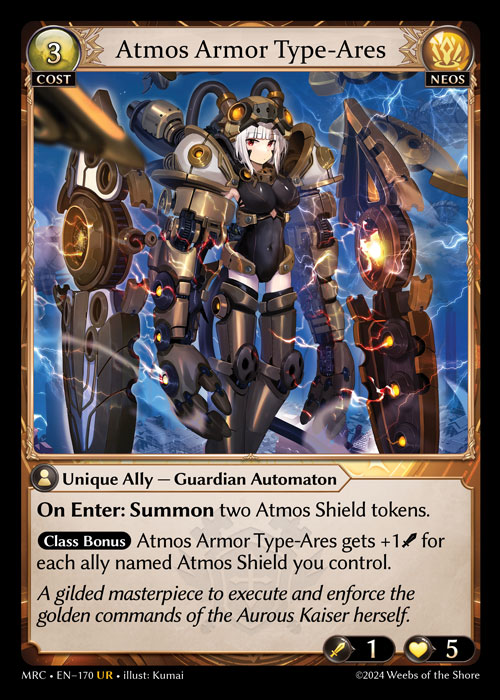 3
COST
Atmos Armor Type-Ares
NEOS
Unique Ally — Guardian Automaton
On Enter: Summon two Atmos Shield tokens.
Class Bonus Atmos Armor Type-Ares gets +1 for
each ally named Atmos Shield you control.
A gilded masterpiece to execute and enforce the
golden commands of the Aurous Kaiser herself.
1
5
MRC • EN–170 UR • illust: Kumai
©2024 Weebs of the Shore